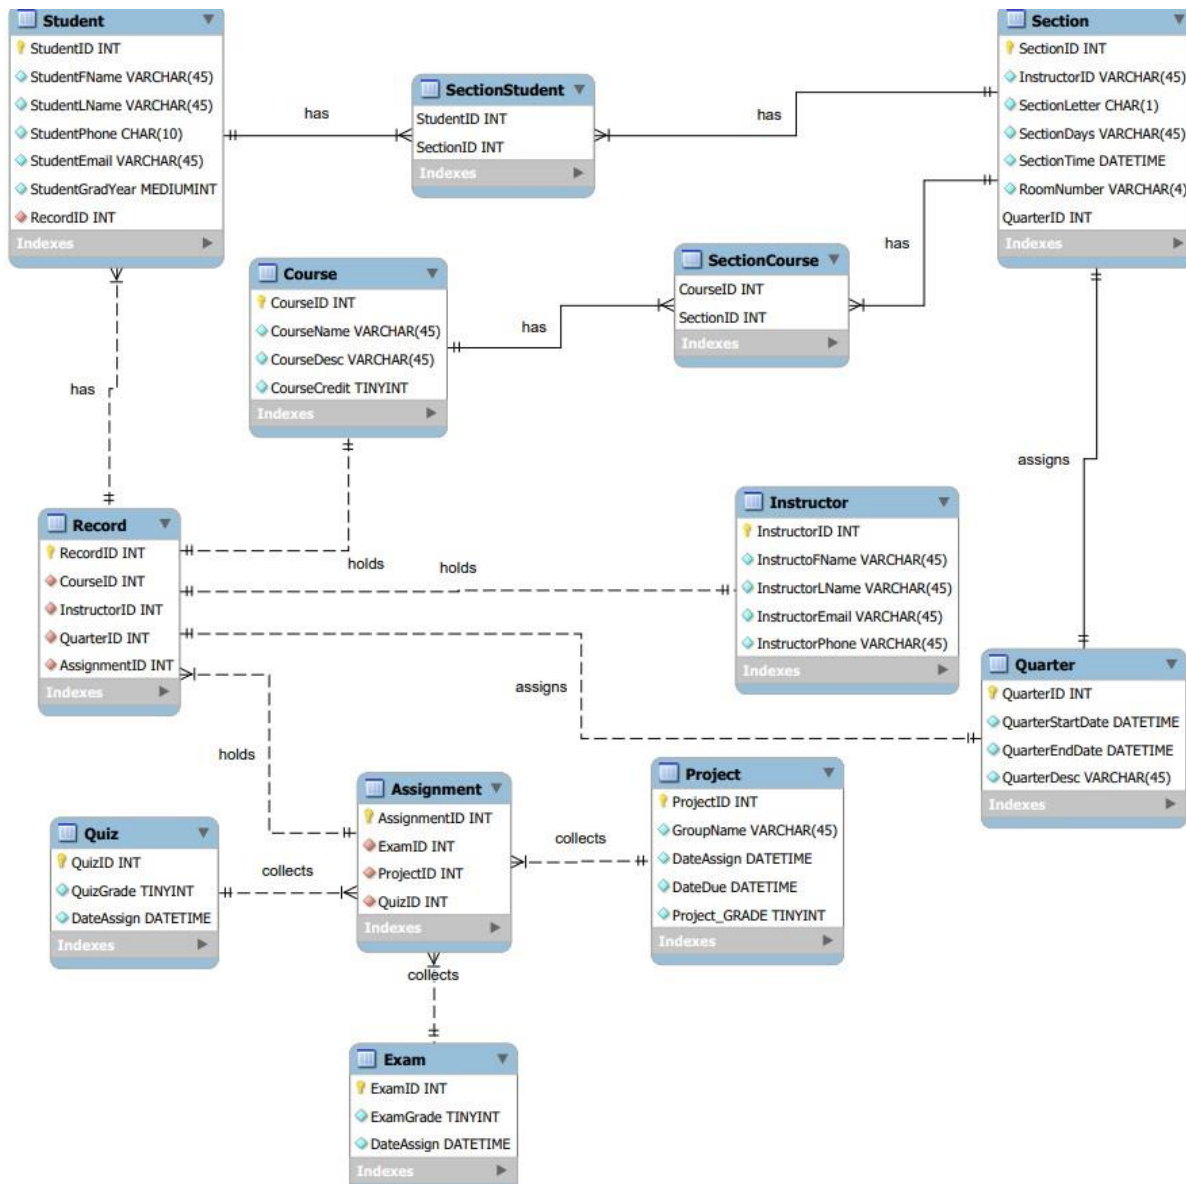 Student
StudentID INT
StudentFName VARCHAR(45)
StudentLName VARCHAR(45)
StudentPhone CHAR(10)
StudentEmail VARCHAR(45)
StudentGradYear MEDIUMINT
RecordID INT
Indexes
has
SectionStudent
StudentID INT
SectionID INT
Indexes
has
Section
SectionID INT
InstructorID VARCHAR(45)
SectionLetter CHAR(1)
SectionDays VARCHAR(45)
SectionTime DATETIME
RoomNumber VARCHAR(4)
QuarterID INT
Indexes
has
Course
CourseID INT
CourseName VARCHAR(45)
CourseDesc VARCHAR(45)
CourseCredit TINYINT
Indexes
has
SectionCourse
CourseID INT
SectionID INT
Indexes
has
assigns
Record
RecordID INT
CourseID INT
InstructorID INT
QuarterID INT
AssignmentID INT
Indexes
holds
holds
Instructor
InstructorID INT
InstructoFName VARCHAR(45)
InstructorLName VARCHAR(45)
InstructorEmail VARCHAR(45)
InstructorPhone VARCHAR(45)
Indexes
assigns
Quarter
QuarterID INT
QuarterStartDate DATETIME
QuarterEndDate DATETIME
QuarterDesc VARCHAR(45)
Indexes
holds
Quiz
QuizID INT
QuizGrade TINYINT
DateAssign DATETIME
Indexes
collects
Assignment
AssignmentID INT
ExamID INT
ProjectID INT
QuizID INT
Indexes
collects
Project
ProjectID INT
GroupName VARCHAR(45)
DateAssign DATETIME
DateDue DATETIME
Project_GRADE TINYINT
Indexes
collects
Exam
ExamID INT
ExamGrade TINYINT
DateAssign DATETIME
Indexes